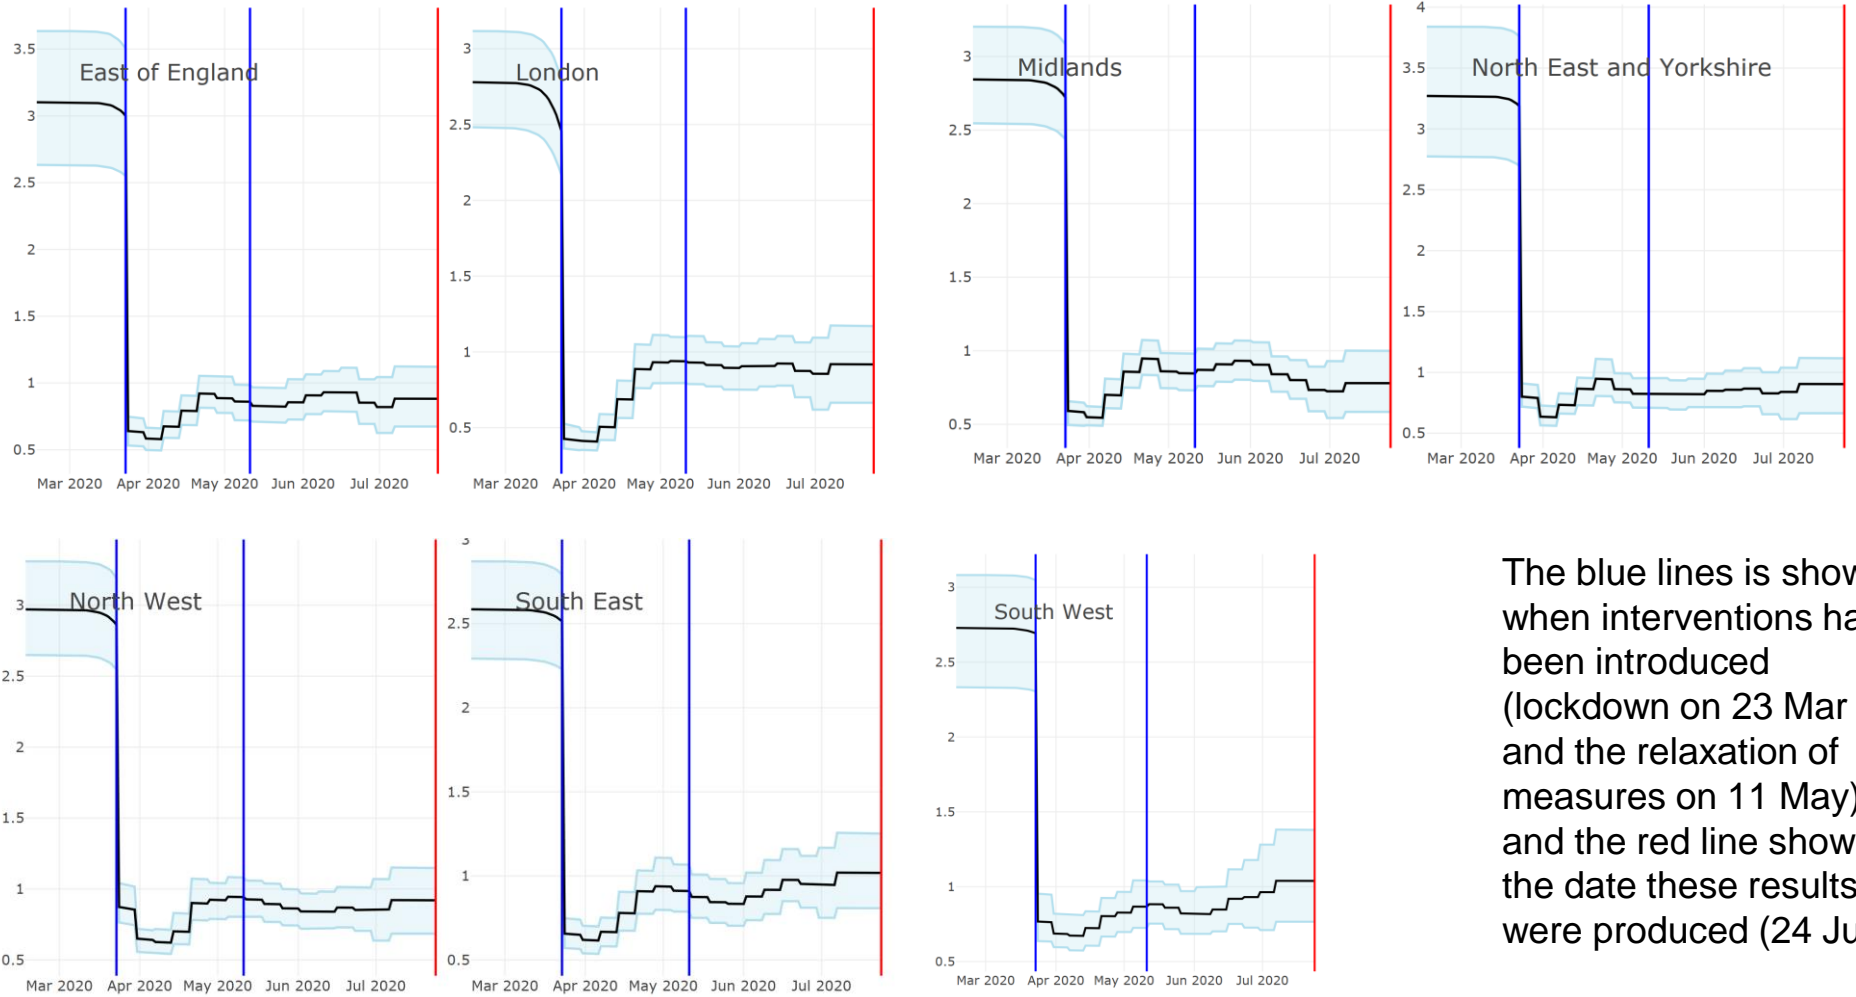 3.5
East of England
3
2.5
2
1.5
1
0.5
Mar 2020 Apr 2020 May 2020 Jun 2020 Jul 2020
3
London
2.5
2
1.5
1
0.5
Mar 2020 Apr 2020 May 2020 Jun 2020 Jul 2020
3
Midlands
2.5
2
1.5
1
0.5
Mar 2020 Apr 2020 May 2020 Jun 2020 Jul 2020
4
3.5
North East and Yorkshire
3
2.5
2
1.5
1
0.5
Mar 2020 Apr 2020 May 2020 Jun 2020 Jul 2020
3
North West
2.5
2
1.5
1
0.5
Mar 2020 Apr 2020 May 2020 Jun 2020 Jul 2020
3
South East
2.5
2
1.5
1
0.5
Mar 2020 Apr 2020 May 2020 Jun 2020 Jul 2020
3
South West
2.5
2
1.5
1
0.5
Mar 2020 Apr 2020 May 2020 Jun 2020 Jul 2020
The blue lines is show
when interventions ha
been introduced
(lockdown on 23 Mar
and the relaxation of
measures on 11 May)
and the red line show
the date these results
were produced (24 Ju